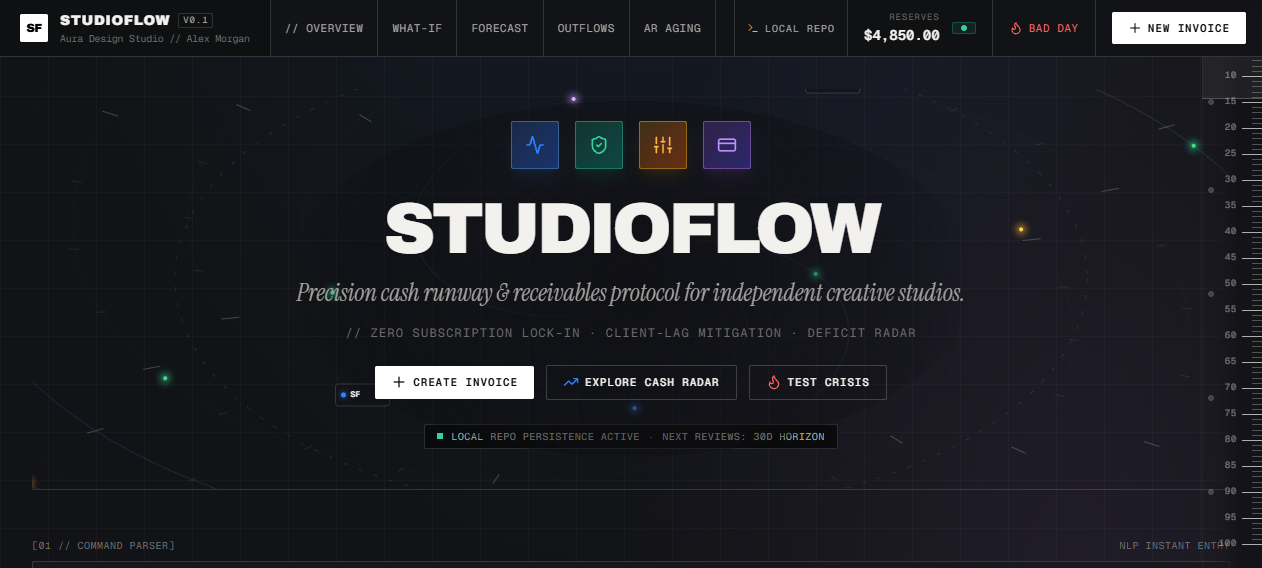 SF STUDIOFLOW V0.1
Aura Design Studio // Alex Morgan
// OVERVIEW
WHAT-IF
FORECAST
OUTFLOWS
AR AGING
LOCAL REPO
RESERVES
$4,850.00
BAD DAY
NEW INVOICE
STUDIOFLOW
Precision cash runway & receivables protocol for independent creative studios.
// ZERO SUBSCRIPTION LOCK-IN · CLIENT-LAG MITIGATION · DEFICIT RADAR
SF
CREATE INVOICE
EXPLORE CASH RADAR
TEST CRISIS
LOCAL REPO PERSISTENCE ACTIVE · NEXT REVIEWS: 30D HORIZON
[01 // COMMAND PARSER]
NLP INSTANT ENTRY
10
15
20
25
30
35
40
45
50
55
60
65
70
75
80
85
90
95
100